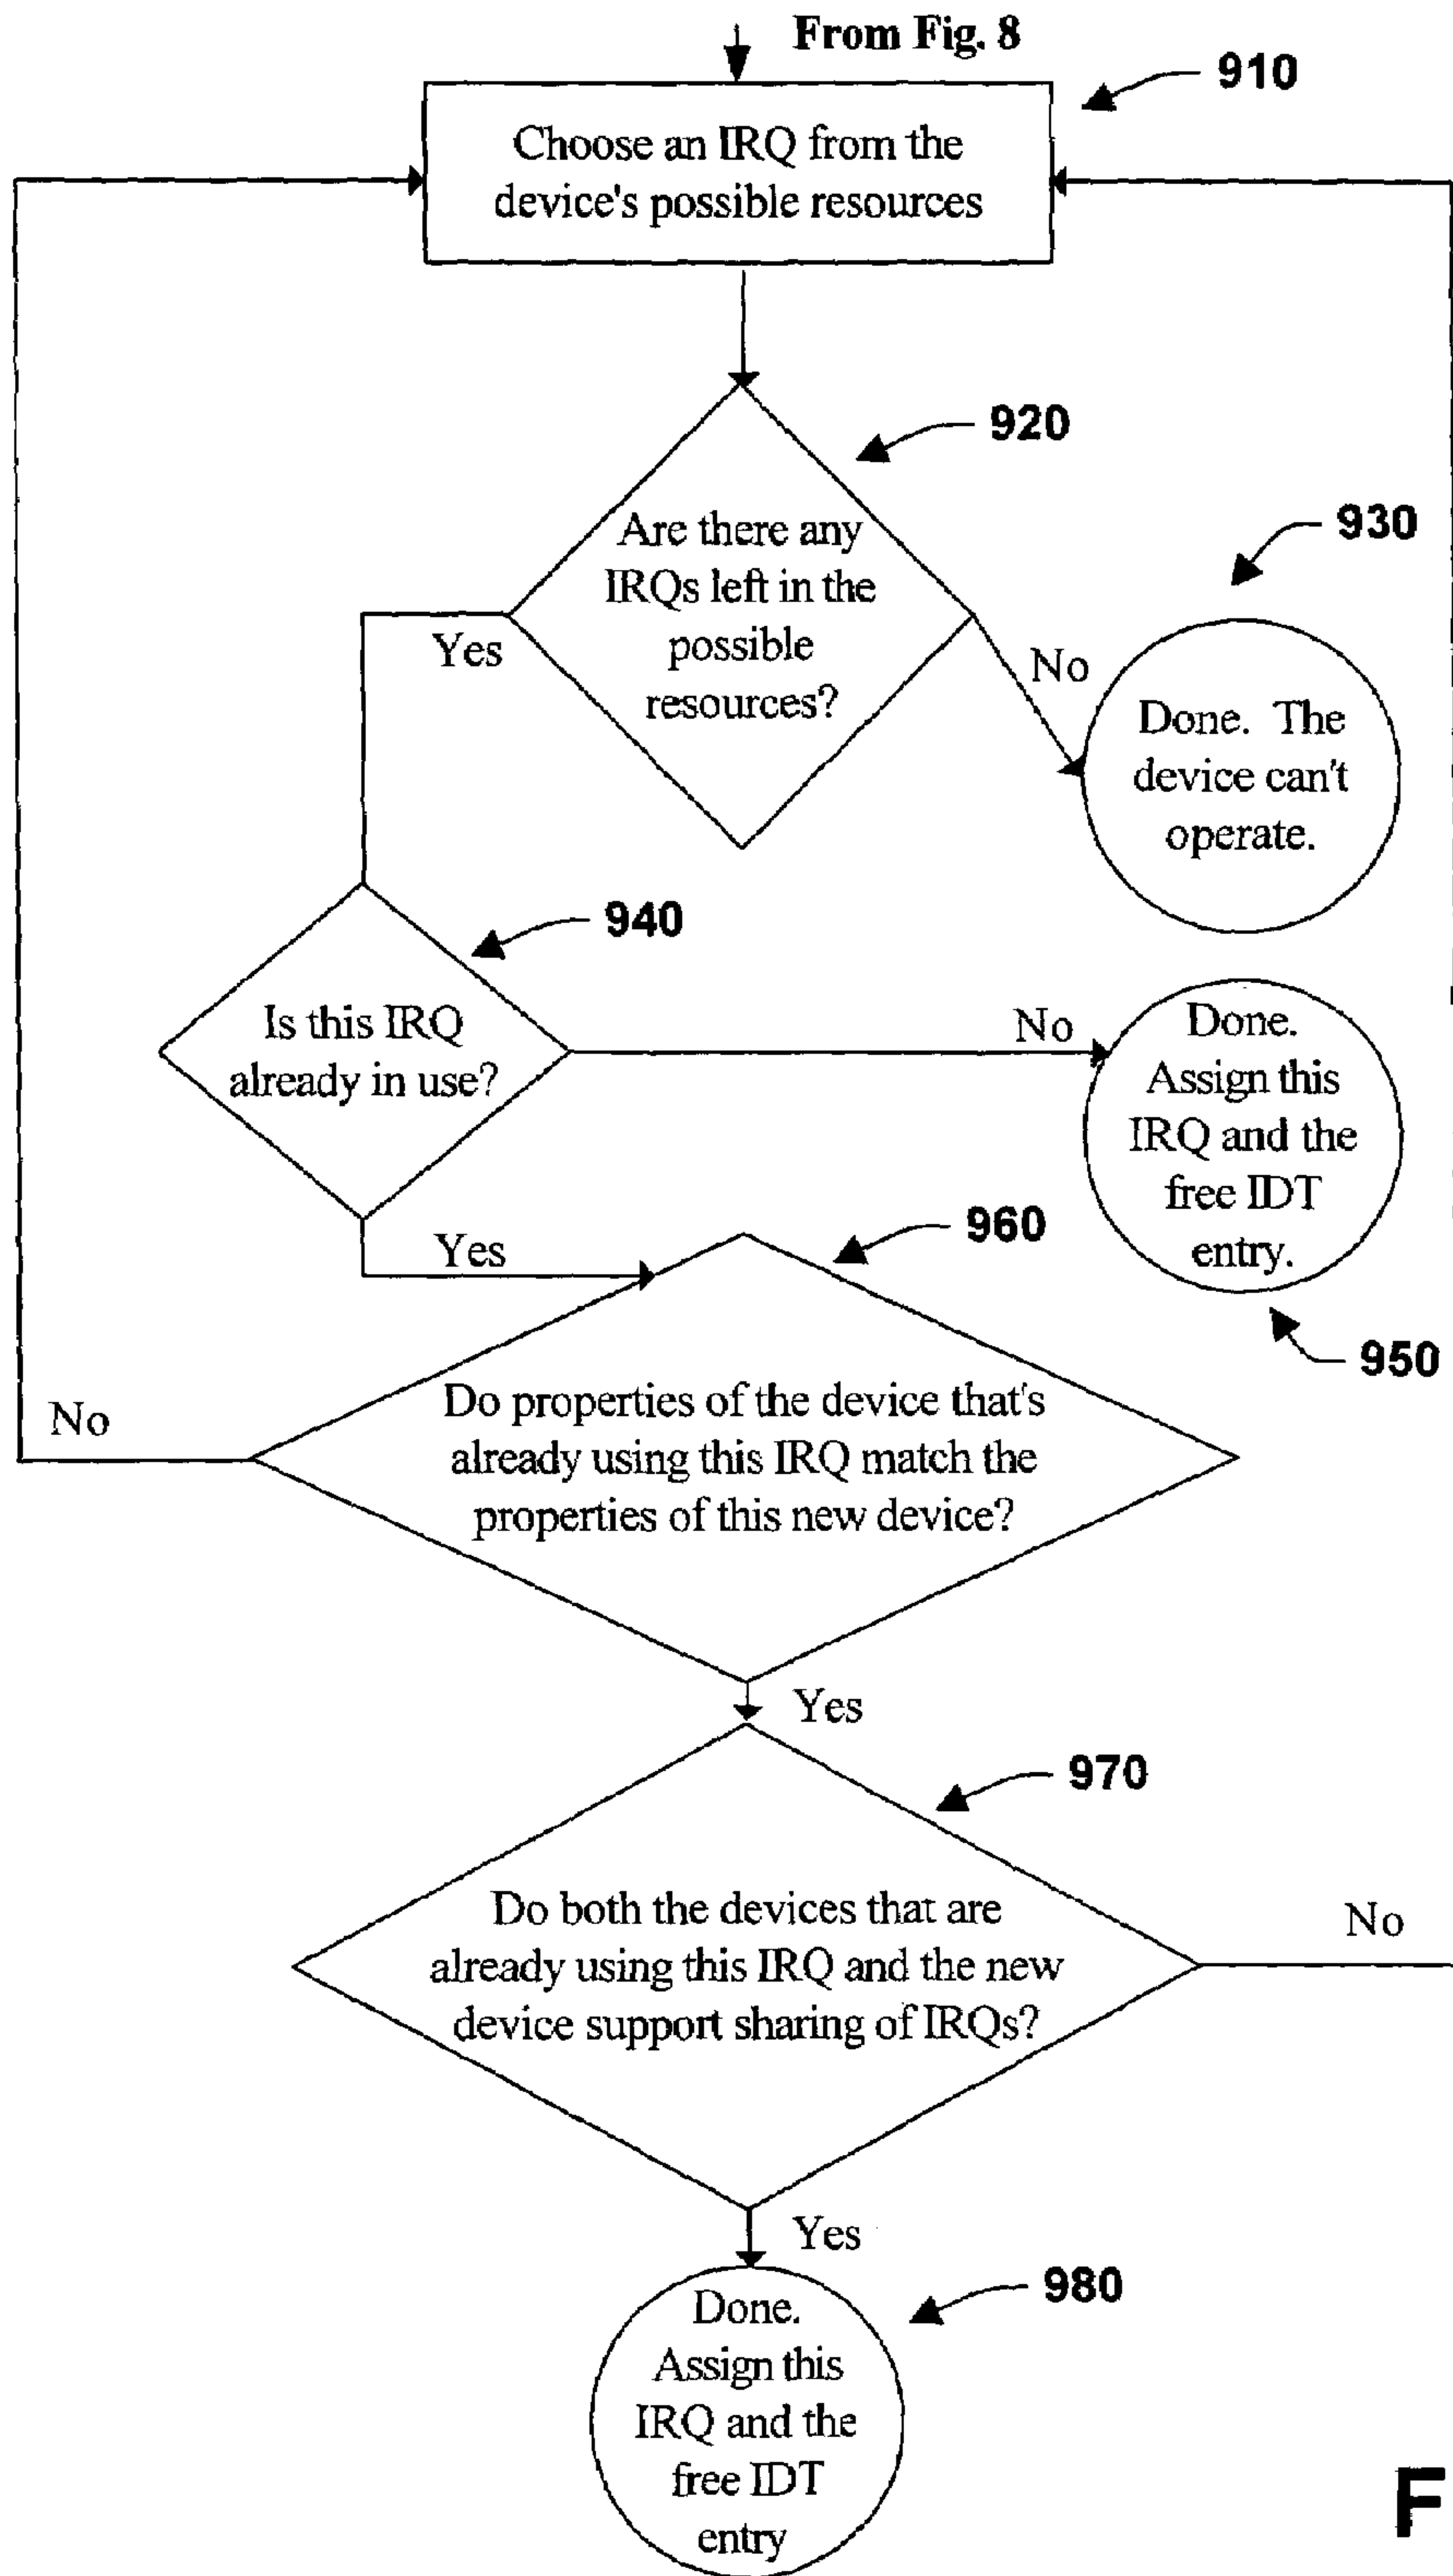 From Fig. 8
910
Choose an IRQ from the
device's possible resources
920
Are there any
IRQs left in the
possible
resources?
Yes
No
930
Done. The
device can't
operate.
940
Is this IRQ
already in use?
No
Done.
Assign this
IRQ and the
free IDT
entry.
950
Yes
960
Do properties of the device that's
already using this IRQ match the
properties of this new device?
No
Yes
970
Do both the devices that are
already using this IRQ and the new
device support sharing of IRQs?
No
Yes
980
Done.
Assign this
IRQ and the
free IDT
entry
F